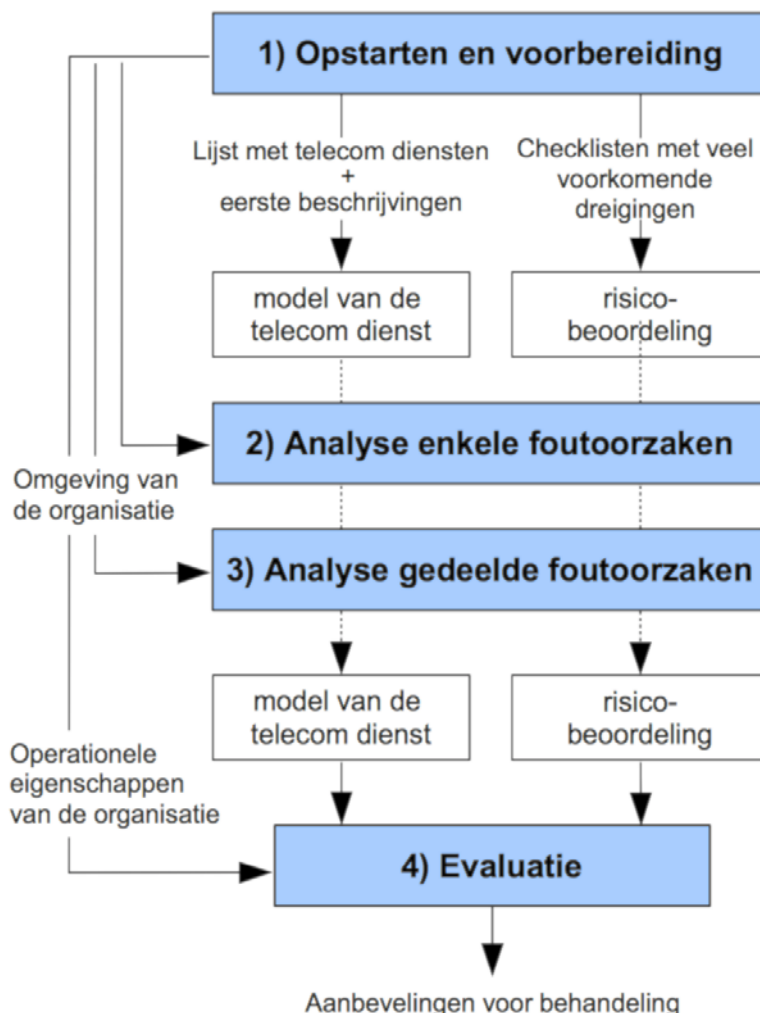 1) Opstarten en voorbereiding
Lijst met telecom diensten
+
eerste beschrijvingen
Checklisten met veel
voorkomende
dreigingen
model van de
telecom dienst
risico-
beoordeling
2) Analyse enkele foutoorzaken
Omgeving van
de organisatie
3) Analyse gedeelde foutoorzaken
model van de
telecom dienst
risico-
beoordeling
Operationele
eigenschappen
van de organisatie
4) Evaluatie
Aanbevelingen voor behandeling